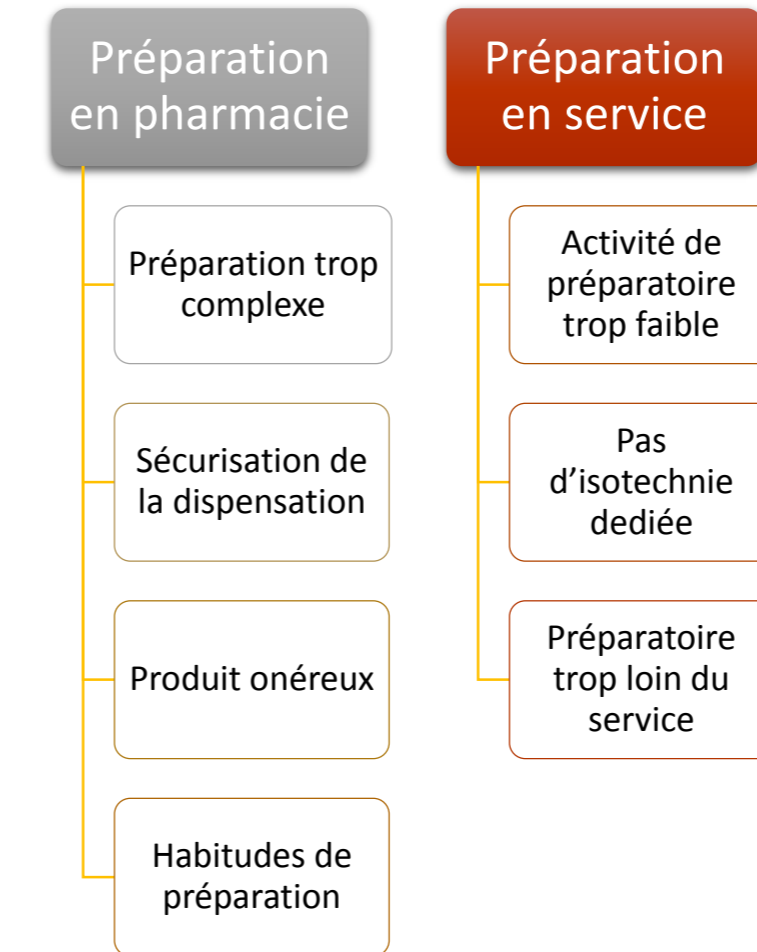 Préparation
en pharmacie
Préparation trop
complexe
Sécurisation de
la dispensation
Produit onéreux
Habitudes de
préparation
Préparation
en service
Activité de
préparatoire
trop faible
Pas
d’isotechnie
dediée
Préparatoire
trop loin du
service